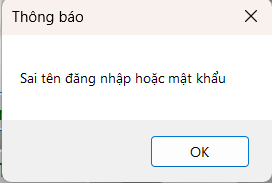 Thông báo
Sai tên đăng nhập hoặc mật khẩu
OK